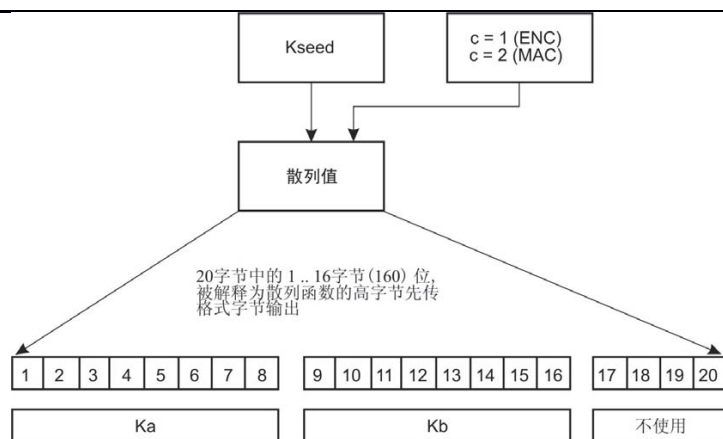 Kseed
c = 1 (ENC)
c = 2 (MAC)
散列值
20字节中的 1 .. 16字节(160) 位,
被解释为散列函数的高字节先传
格式字节输出
1 2 3 4 5 6 7 8 9 10 11 12 13 14 15 16 17 18 19 20
Ka Kb 不使用